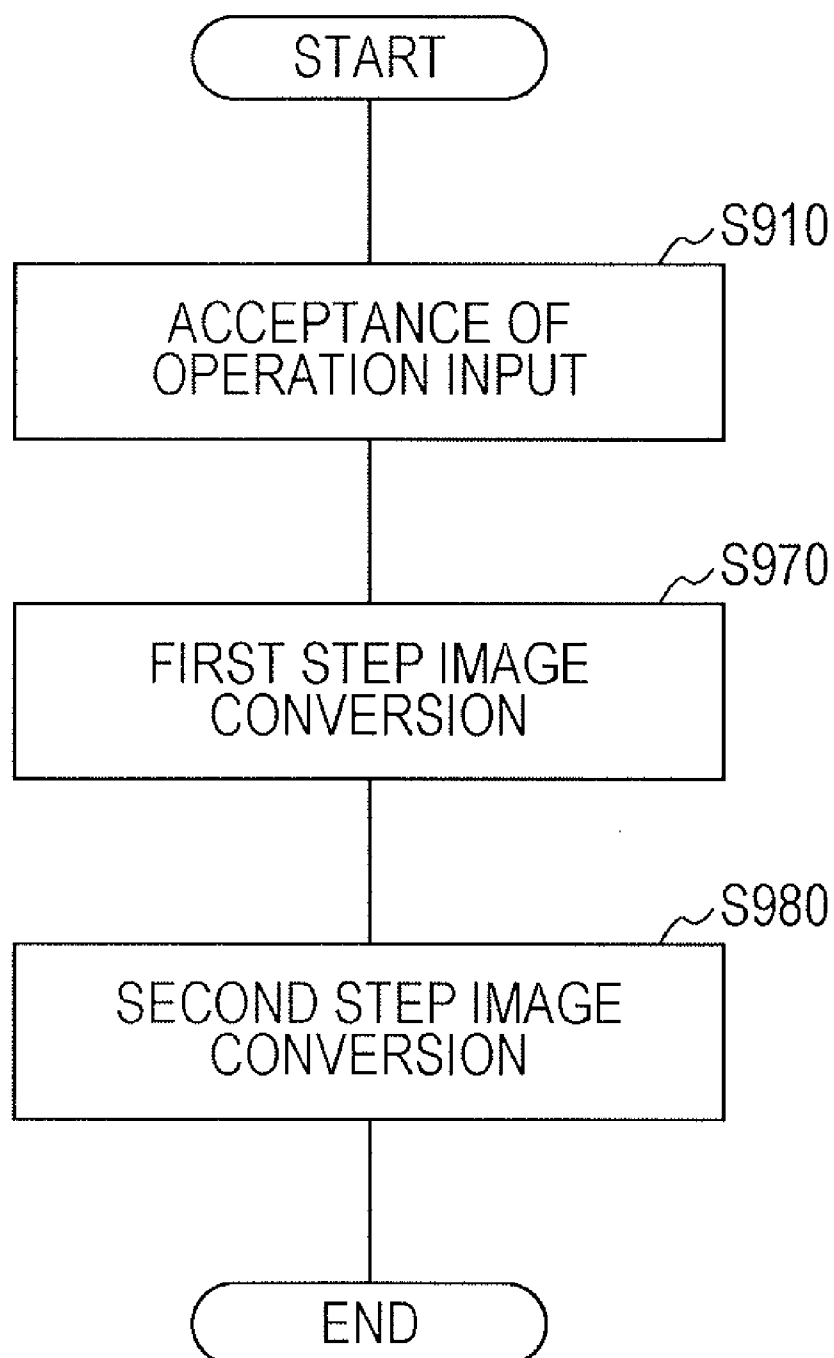 START
S910
ACCEPTANCE OF
OPERATION INPUT
S970
FIRST STEP IMAGE
CONVERSION
S980
SECOND STEP IMAGE
CONVERSION
END